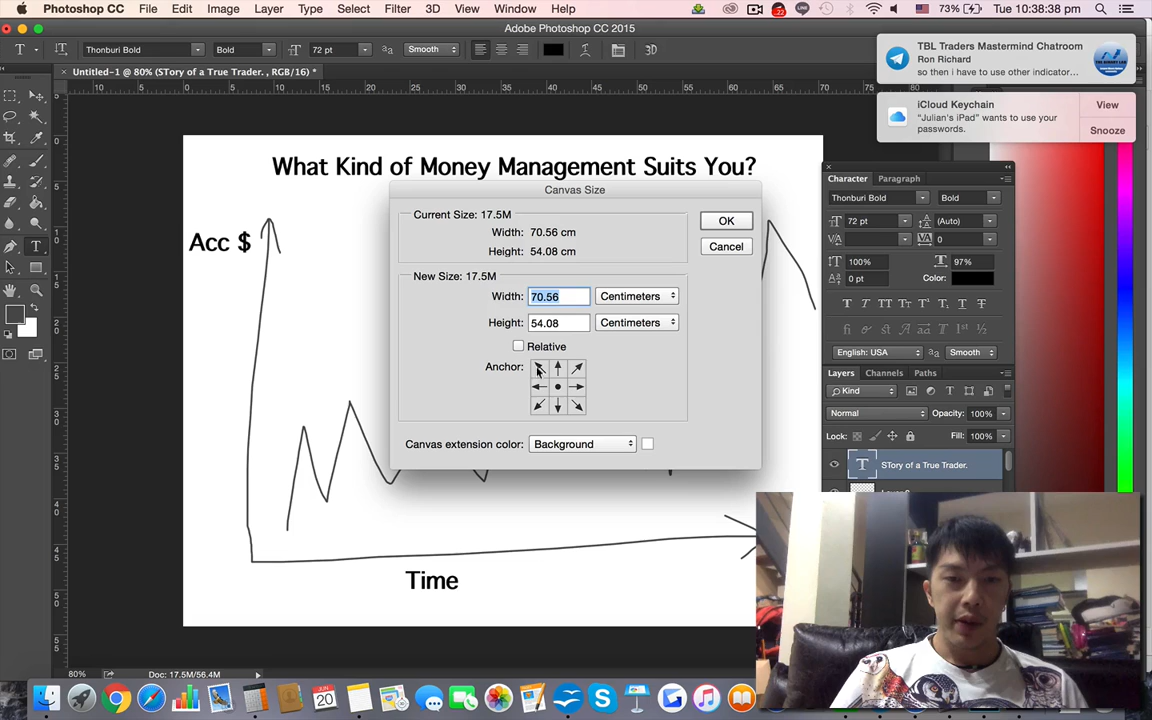 Photoshop CC File Edit Image Layer Type Select Filter 3D View Window Help
22 73% Tue 10:38:38 pm
Adobe Photoshop CC 2015
Thonburi Bold Bold 72 pt Smooth 3D
Untitled-1 @ 80% (STory of a True Trader. , RGB/16) *
TBL Traders Mastermind Chatroom
Ron Richard
so then i have to use other indicator...
iCloud Keychain
"Julian's iPad" wants to use your
passwords.
View
Snooze
What Kind of Money Management Suits You?
Acc $
Time
Canvas Size
Current Size: 17.5M
Width: 70.56 cm
Height: 54.08 cm
New Size: 17.5M
Width: 70.56 Centimeters
Height: 54.08 Centimeters
Relative
Anchor:
Canvas extension color: Background
OK
Cancel
Character Paragraph
Thonburi Bold Bold
72 pt (Auto)
0
100% 97%
0 pt Color:
English: USA Smooth
Layers Channels Paths
Kind
Normal Opacity: 100%
Lock: Fill: 100%
STory of a True Trader.
80% Doc: 17.5M/56.4M
JUN
20